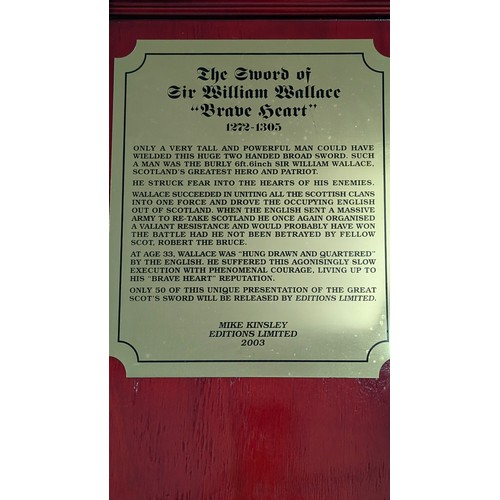 The Sword of
Sir William Wallace
"Brave Heart"
1272-1305
ONLY A VERY TALL AND POWERFUL MAN COULD HAVE
WIELDED THIS HUGE TWO HANDED BROAD SWORD. SUCH
A MAN WAS THE BURLY 6ft.6inch SIR WILLIAM WALLACE,
SCOTLAND'S GREATEST HERO AND PATRIOT.
HE STRUCK FEAR INTO THE HEARTS OF HIS ENEMIES.
WALLACE SUCCEEDED IN UNITING ALL THE SCOTTISH CLANS
INTO ONE FORCE AND DROVE THE OCCUPYING ENGLISH
OUT OF SCOTLAND. WHEN THE ENGLISH SENT A MASSIVE
ARMY TO RE-TAKE SCOTLAND HE ONCE AGAIN ORGANISED
A VALIANT RESISTANCE AND WOULD PROBABLY HAVE WON
THE BATTLE HAD HE NOT BEEN BETRAYED BY FELLOW
SCOT, ROBERT THE BRUCE.
AT AGE 33, WALLACE WAS "HUNG DRAWN AND QUARTERED"
BY THE ENGLISH. HE SUFFERED THIS AGONISINGLY SLOW
EXECUTION WITH PHENOMENAL COURAGE, LIVING UP TO
HIS "BRAVE HEART" REPUTATION.
ONLY 50 OF THIS UNIQUE PRESENTATION OF THE GREAT
SCOT'S SWORD WILL BE RELEASED BY EDITIONS LIMITED.
MIKE KINSLEY
EDITIONS LIMITED
2003